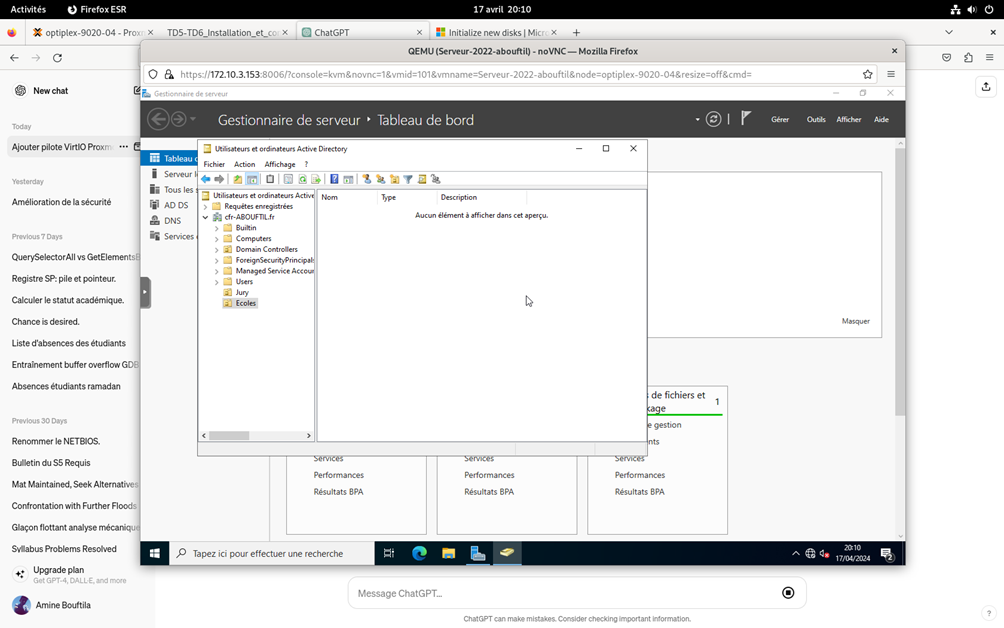 Activités
Firefox ESR
17 avril 20:10
optiplex-9020-04 - Prox
TD5-TD6_Installation_et_co
ChatGPT
Initialize new disks | Micro
QEMU (Serveur-2022-abouftil) - noVNC — Mozilla Firefox
https://172.10.3.153:8006/?console=kvm&novnc=1&vmid=101&vmname=Serveur-2022-abouftil&node=optiplex-9020-04&resize=off&cmd=
New chat
Today
Ajouter pilote VirtIO Proxm
Yesterday
Amélioration de la sécurité
Previous 7 Days
QuerySelectorAll vs GetElementsB
Registre SP: pile et pointeur.
Calculer le statut académique.
Chance is desired.
Liste d'absences des étudiants
Entraînement buffer overflow GDB
Absences étudiants ramadan
Previous 30 Days
Renommer le NETBIOS.
Bulletin du S5 Requis
Mat Maintained, Seek Alternatives
Confrontation with Further Floods
Glaçon flottant analyse mécanique
Syllabus Problems Resolved
Upgrade plan
Get GPT-4, DALL·E, and more
Amine Bouftila
Gestionnaire de serveur
Gestionnaire de serveur
Tableau de bord
Gérer
Outils
Afficher
Aide
Tableau d
Serveur l
Tous les s
AD DS
DNS
Services
Utilisateurs et ordinateurs Active Directory
Fichier
Action
Affichage
?
Utilisateurs et ordinateurs Active
Requêtes enregistrées
cfr-ABOUFTIL.fr
Builtin
Computers
Domain Controllers
ForeignSecurityPrincipals
Managed Service Accoun
Users
Jury
Ecoles
Nom
Type
Description
Aucun élément à afficher dans cet aperçu.
Masquer
s de fichiers et
kage
1
e gestion
ents
Services
Performances
Résultats BPA
Services
Performances
Résultats BPA
Services
Performances
Résultats BPA
Tapez ici pour effectuer une recherche
20:10
17/04/2024
2
Message ChatGPT…
ChatGPT can make mistakes. Consider checking important information.
?